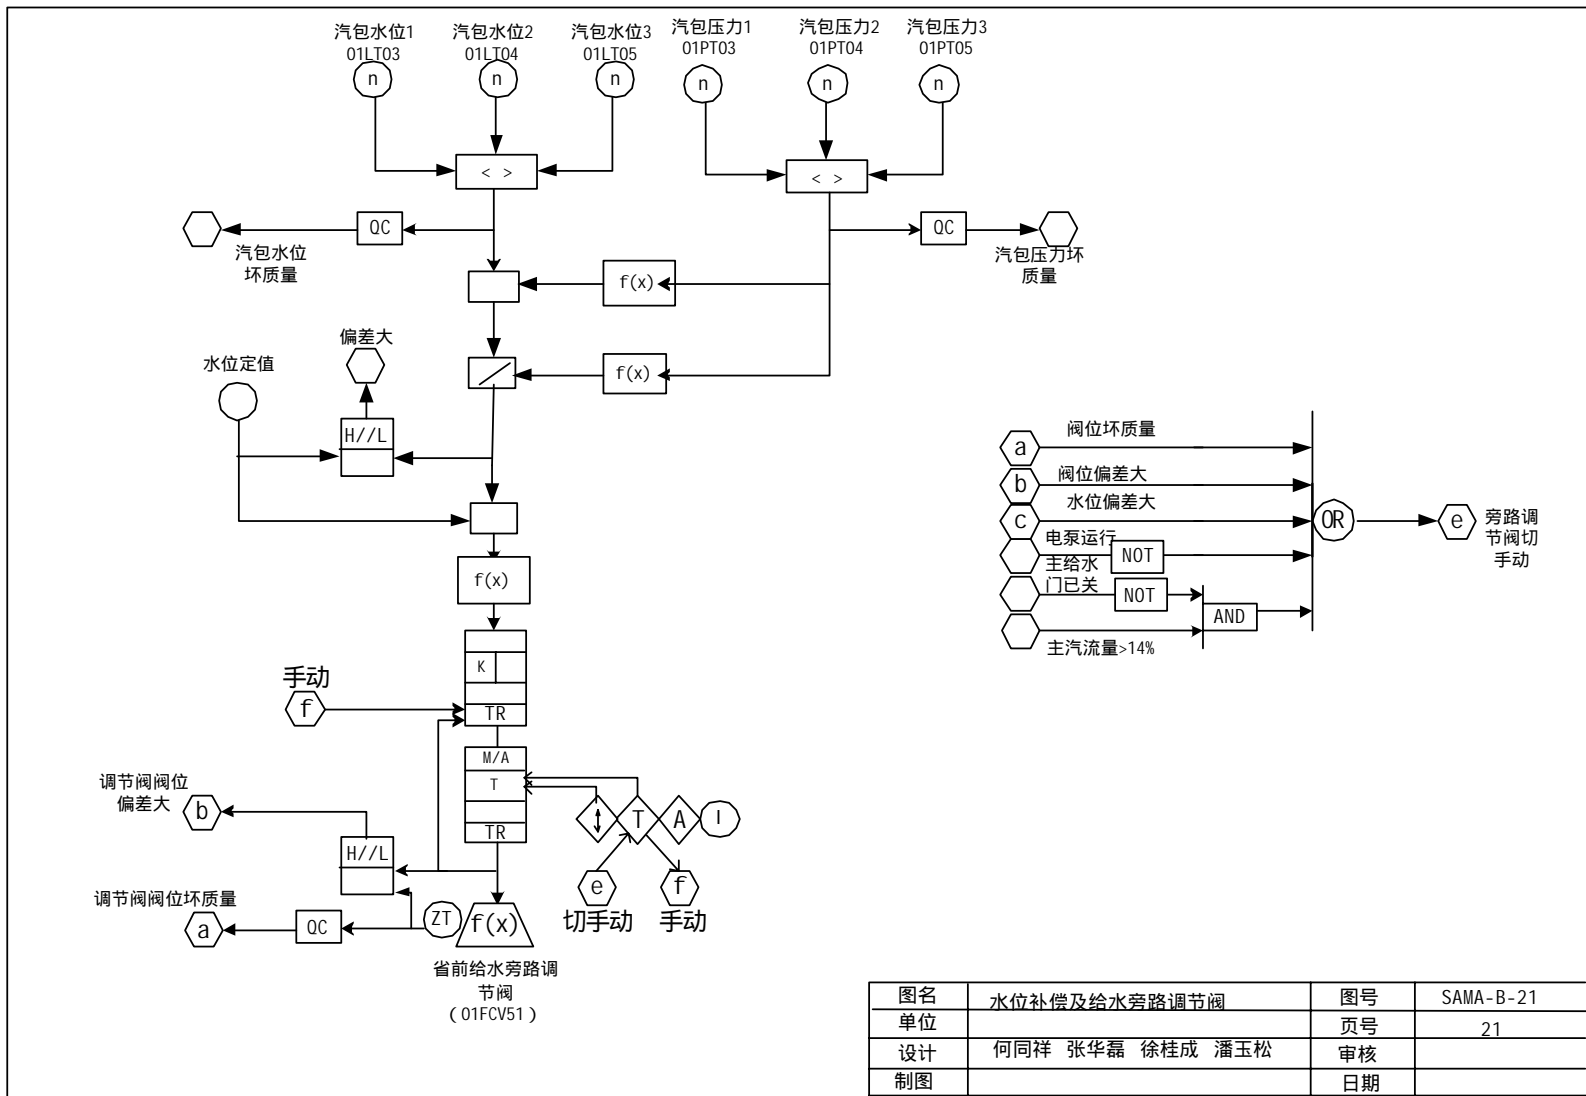 汽包水位1
01LT03
汽包水位2
01LT04
汽包水位3
01LT05
汽包压力1
01PT03
汽包压力2
01PT04
汽包压力3
01PT05
n
n
n
n
n
n
< >
< >
QC
汽包水位
坏质量
QC
汽包压力坏
质量
f(x)
偏差大
水位定值
f(x)
H//L
f(x)
a
阀位坏质量
b
阀位偏差大
c
水位偏差大
电泵运行
NOT
主给水
门已关
NOT
AND
主汽流量>14%
OR
e
旁路调
节阀切
手动
K
TR
手动
f
M/A
T
TR
调节阀阀位
偏差大
b
H//L
T
A
I
e
切手动
f
手动
调节阀阀位坏质量
a
QC
ZT
f(x)
省前给水旁路调
节阀
(01FCV51)
图名
水位补偿及给水旁路调节阀
图号
SAMA-B-21
单位
页号
21
设计
何同祥 张华磊 徐桂成 潘玉松
审核
制图
日期